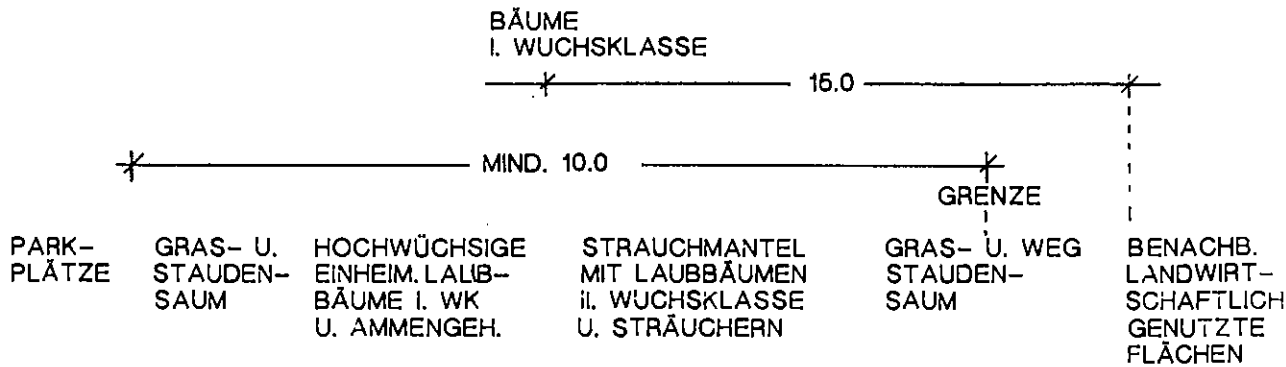 BÄUME
I. WUCHSKLASSE
15.0
MIND. 10.0
GRENZE
PARK-
PLÄTZE
GRAS- U.
STAUDEN-
SAUM
HOCHWÜCHSIGE
EINHEIM. LAUB-
BÄUME I. WK
U. AMMENGEH.
STRAUCHMANTEL
MIT LAUBBÄUMEN
II. WUCHSKLASSE
U. STRÄUCHERN
GRAS- U. WEG
STAUDEN-
SAUM
BENACHB.
LANDWIRT-
SCHAFTLICH
GENUTZTE
FLÄCHEN